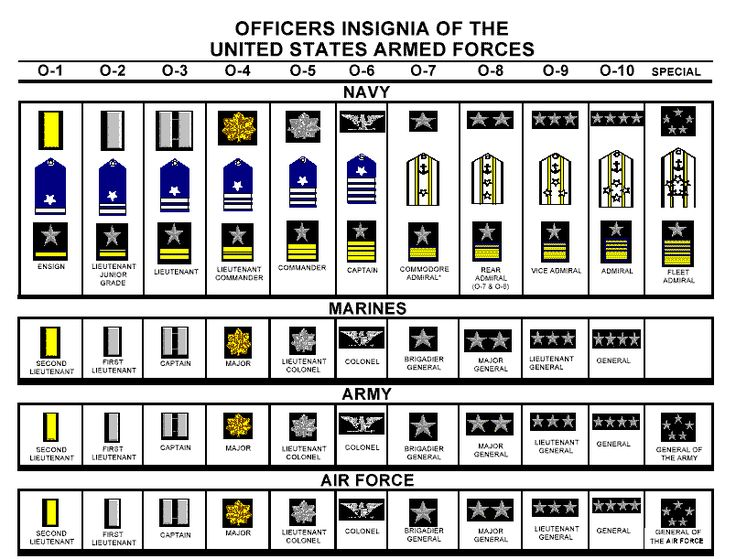 OFFICERS INSIGNIA OF THE
UNITED STATES ARMED FORCES
O-1 O-2 O-3 O-4 O-5 O-6 O-7 O-8 O-9 O-10 SPECIAL
NAVY
ENSIGN
LIEUTENANT
JUNIOR
GRADE
LIEUTENANT
LIEUTENANT
COMMANDER
COMMANDER
CAPTAIN
COMMODORE
ADMIRAL*
REAR
ADMIRAL
(O-7 & O-8)
VICE ADMIRAL
ADMIRAL
FLEET
ADMIRAL
MARINES
SECOND
LIEUTENANT
FIRST
LIEUTENANT
CAPTAIN
MAJOR
LIEUTENANT
COLONEL
COLONEL
BRIGADIER
GENERAL
MAJOR
GENERAL
LIEUTENANT
GENERAL
GENERAL
ARMY
SECOND
LIEUTENANT
FIRST
LIEUTENANT
CAPTAIN
MAJOR
LIEUTENANT
COLONEL
COLONEL
BRIGADIER
GENERAL
MAJOR
GENERAL
LIEUTENANT
GENERAL
GENERAL
GENERAL OF
THE ARMY
AIR FORCE
SECOND
LIEUTENANT
FIRST
LIEUTENANT
CAPTAIN
MAJOR
LIEUTENANT
COLONEL
COLONEL
BRIGADIER
GENERAL
MAJOR
GENERAL
LIEUTENANT
GENERAL
GENERAL
GENERAL OF
THE AIR FORCE